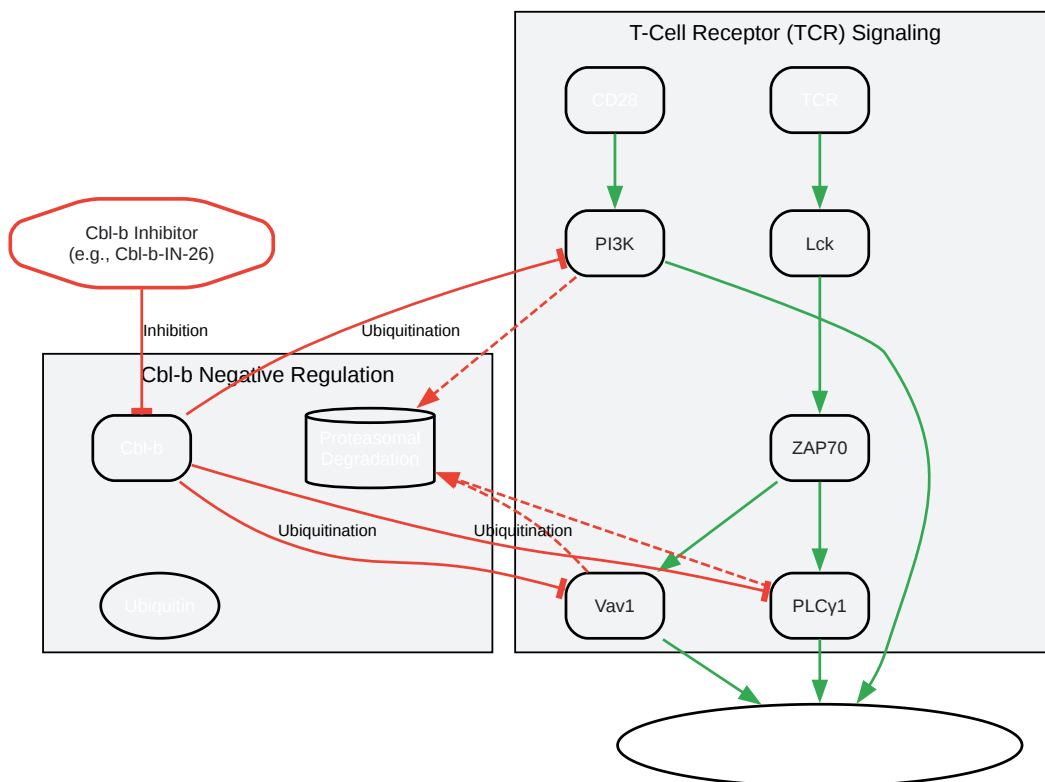 T-Cell Receptor (TCR) Signaling
CD28
TCR
Cbl-b Inhibitor
(e.g., Cbl-b-IN-26)
PI3K
Lck
Inhibition
Ubiquitination
Cbl-b Negative Regulation
Cbl-b
Proteasomal
Degradation
ZAP70
Ubiquitination
Ubiquitination
Ubiquitin
Vav1
PLCγ1